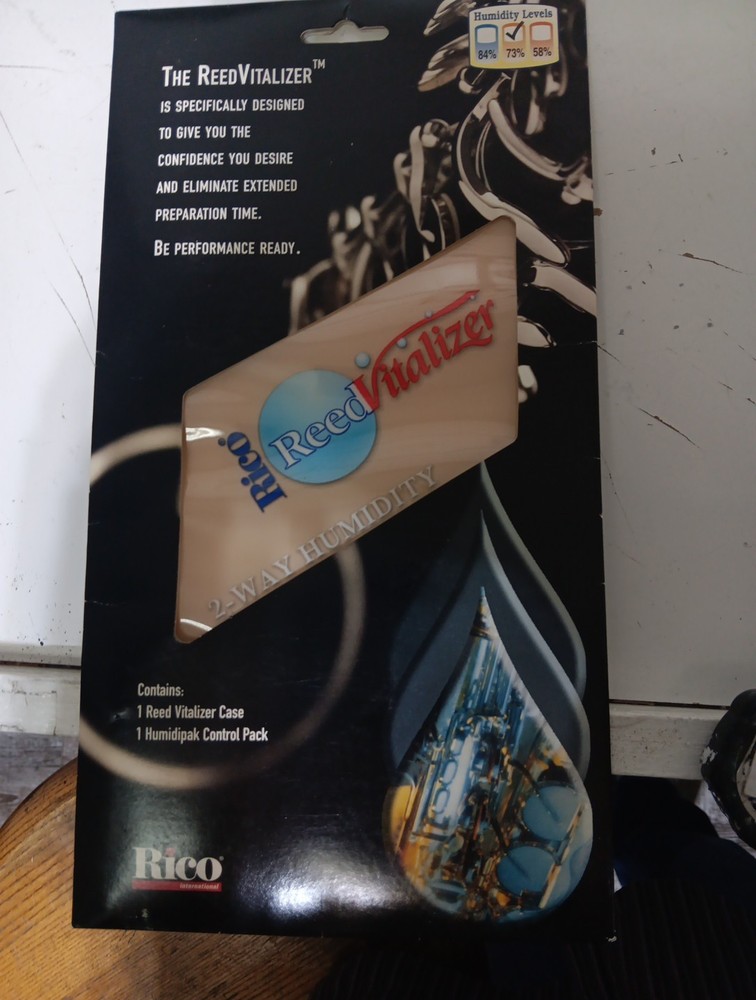 Humidity Levels
84% 73% 58%
THE REEDVITALIZER™
IS SPECIFICALLY DESIGNED
TO GIVE YOU THE
CONFIDENCE YOU DESIRE
AND ELIMINATE EXTENDED
PREPARATION TIME.
BE PERFORMANCE READY.
Rico®
ReedVitalizer
2-WAY HUMIDITY
Contains:
1 Reed Vitalizer Case
1 Humidipak Control Pack
Rico®
International